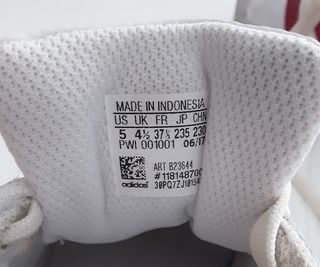 MADE IN INDONESIA
US UK FR JP CHN
5 4½ 37⅓ 235 230
PWI 001001 06/17
ART B23644
#118148700
adidas